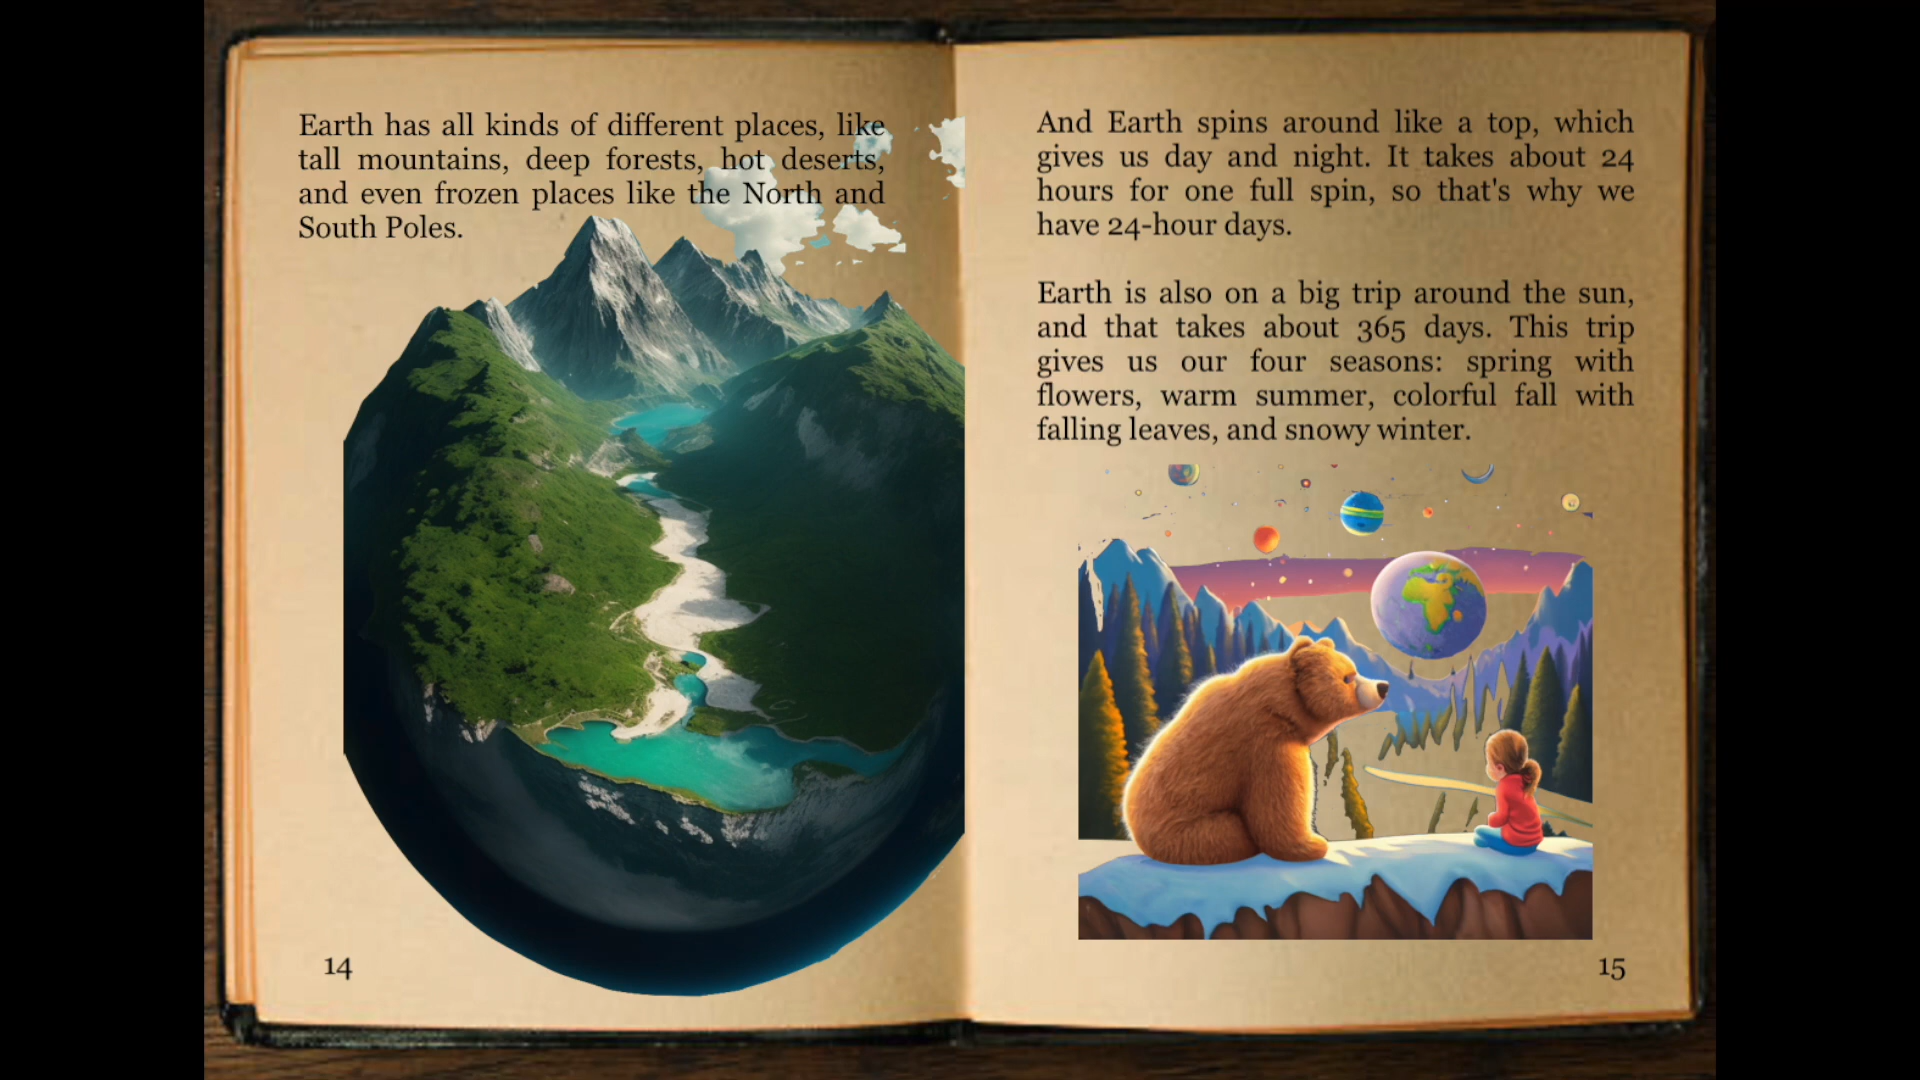 Earth has all kinds of different places, like
tall mountains, deep forests, hot deserts,
and even frozen places like the North and
South Poles.
14
And Earth spins around like a top, which
gives us day and night. It takes about 24
hours for one full spin, so that's why we
have 24-hour days.
Earth is also on a big trip around the sun,
and that takes about 365 days. This trip
gives us our four seasons: spring with
flowers, warm summer, colorful fall with
falling leaves, and snowy winter.
15